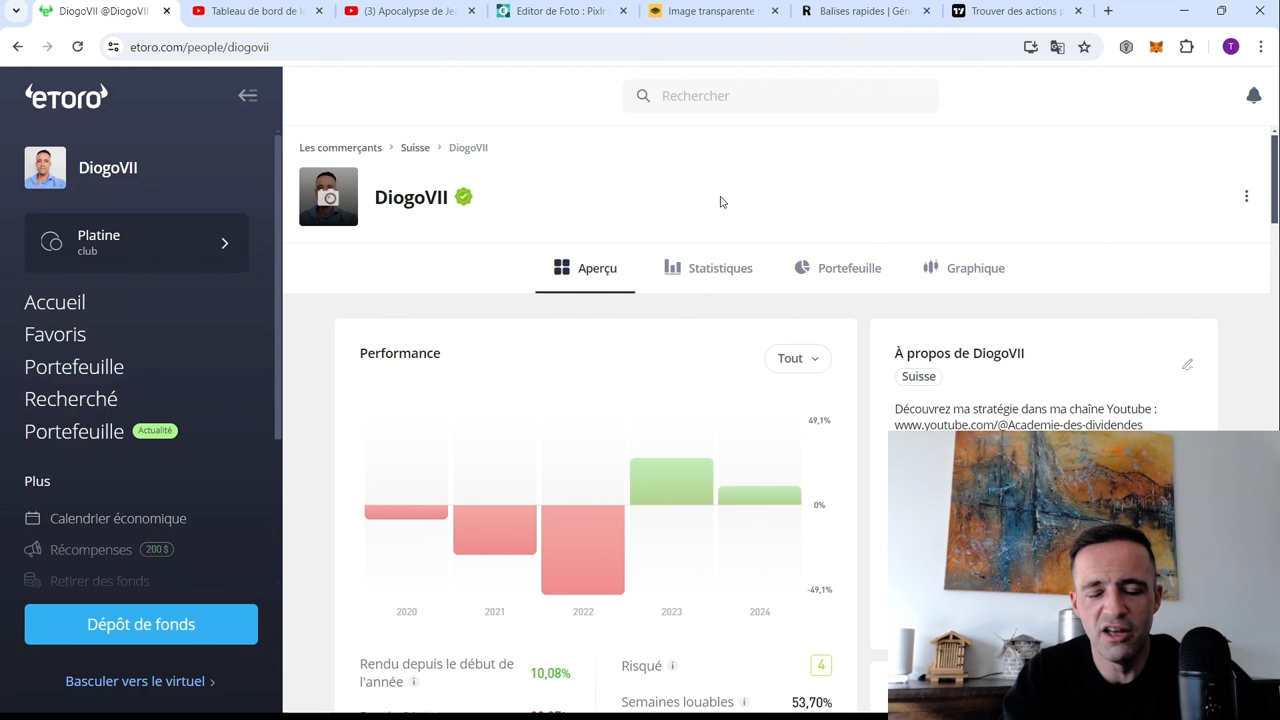 DiogoVII @DiogoVII
Tableau de bord de la
(3) Apocalypse de Je
Editor de Foto : Pixlr
Image transparente
Balises rapides | Gén
Trouver des actions p
etoro.com/people/diogovii
T
etoro
DiogoVII
Platine
club
Accueil
Favoris
Portefeuille
Recherché
Portefeuille Actualité
Plus
Calendrier économique
Récompenses 200 $
Retirer des fonds
Dépôt de fonds
Basculer vers le virtuel >
Rechercher
Les commerçants > Suisse > DiogoVII
DiogoVII
Aperçu
Statistiques
Portefeuille
Graphique
Performance
Tout
49,1%
0%
-49,1%
2020 2021 2022 2023 2024
Rendu depuis le début de
l'année
10,08%
Risqué
4
Semaines louables
53,70%
À propos de DiogoVII
Suisse
Découvrez ma stratégie dans ma chaîne Youtube :
www.youtube.com/@Academie-des-dividendes